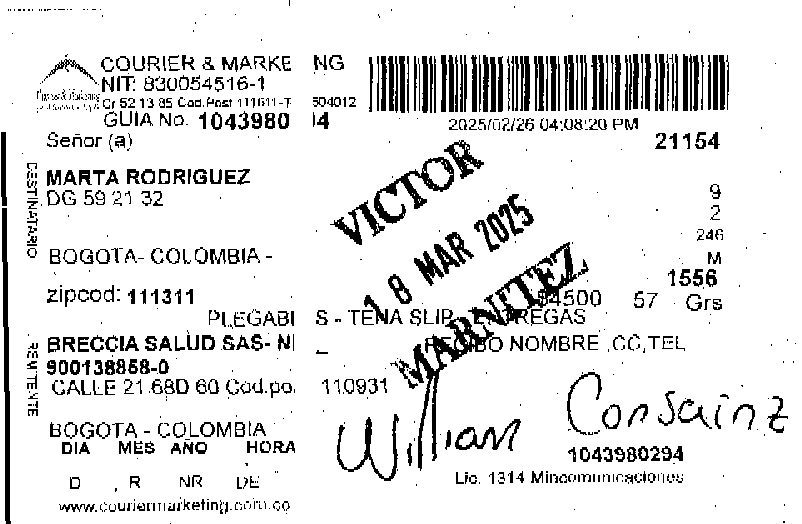 COURIER & MARKE NG
NIT: 830054516-1
Cr 52 13 85 Cod.Post 111611-T 504012
GUIA No. 1043980 14
2025/02/26 04:08:20 PM
Señor (a)
21154
DESTINATARIO
MARTA RODRIGUEZ
DG 59 21 32
9
2
246
BOGOTA- COLOMBIA -
M
1556
zipcod: 111311
$4500 57 Grs
PLEGABI S - TENA SLIP - ENTREGAS
VICTOR
18 MAR 2025
MARNITEZ
REMITENTE
BRECCIA SALUD SAS- NI _ RECIBO NOMBRE ,CC,TEL
900138858-0
CALLE 21 68D 60 Cod.po. 110931
William Consainz
BOGOTA - COLOMBIA
DIA MES AÑO HORA
1043980294
D , R NR DE
Lic. 1314 Mincomunicaciones
www.couriermarketing.com.co